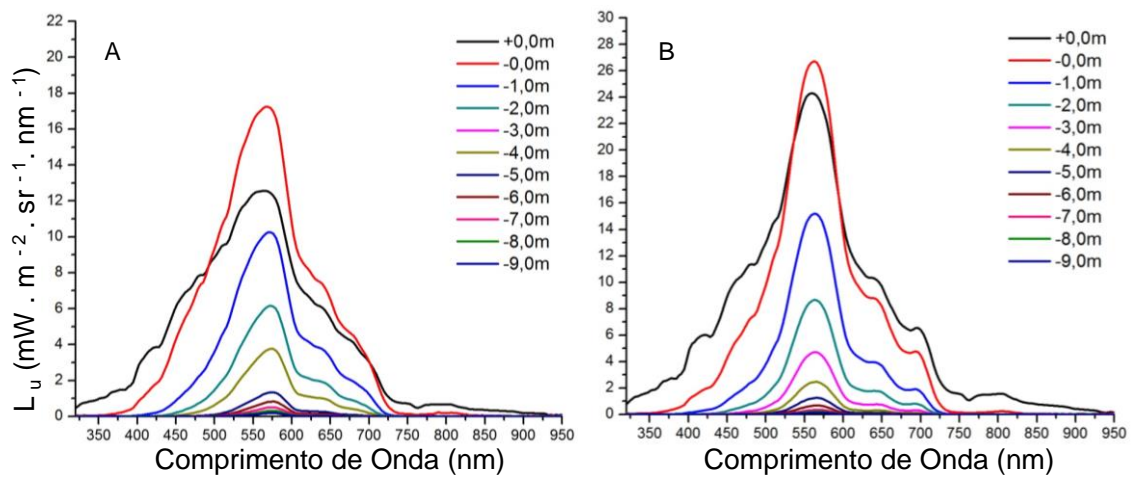 A
L u (mW . m -2 . sr -1 . nm -1)
22
20
18
16
14
12
10
8
6
4
2
0
+0,0m
-0,0m
-1,0m
-2,0m
-3,0m
-4,0m
-5,0m
-6,0m
-7,0m
-8,0m
-9,0m
350 400 450 500 550 600 650 700 750 800 850 900 950
Comprimento de Onda (nm)
B
30
28
26
24
22
20
18
16
14
12
10
8
6
4
2
0
+0,0m
-0,0m
-1,0m
-2,0m
-3,0m
-4,0m
-5,0m
-6,0m
-7,0m
-8,0m
-9,0m
350 400 450 500 550 600 650 700 750 800 850 900 950
Comprimento de Onda (nm)